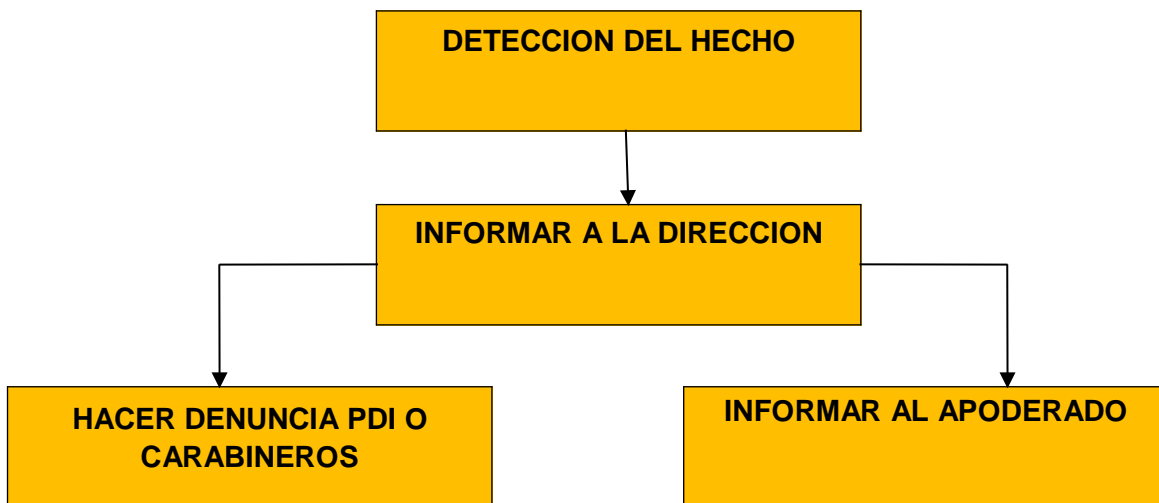 DETECCION DEL HECHO
INFORMAR A LA DIRECCION
HACER DENUNCIA PDI O
CARABINEROS
INFORMAR AL APODERADO